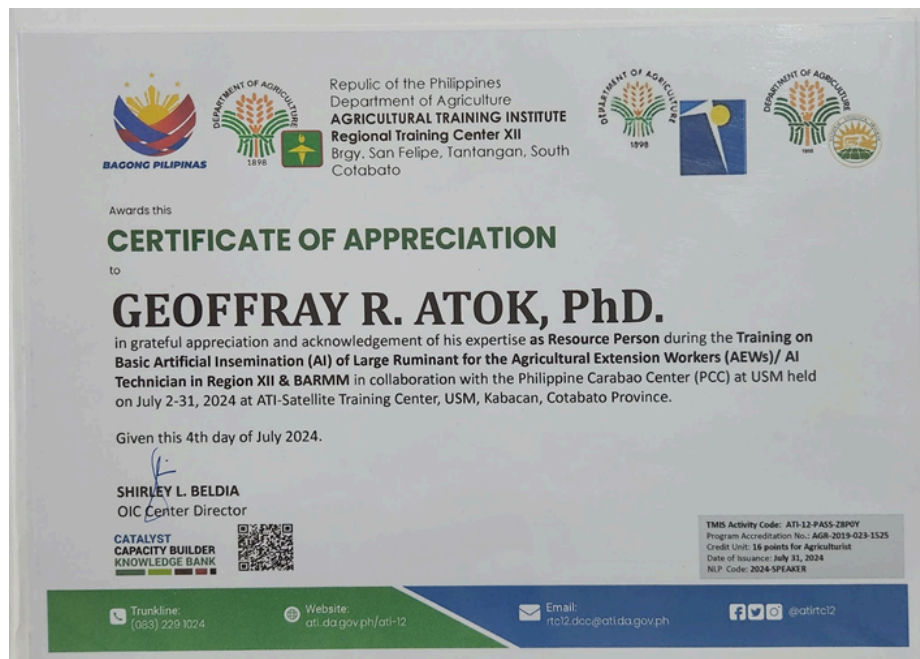 BAGONG PILIPINAS
DEPARTMENT OF AGRICULTURE
1898
Repulic of the Philippines
Department of Agriculture
AGRICULTURAL TRAINING INSTITUTE
Regional Training Center XII
Brgy. San Felipe, Tantangan, South
Cotabato
DEPARTMENT OF AGRICULTURE
1898
DEPARTMENT OF AGRICULTURE
1898
Awards this
CERTIFICATE OF APPRECIATION
to
GEOFFRAY R. ATOK, PhD.
in grateful appreciation and acknowledgement of his expertise as Resource Person during the Training on
Basic Artificial Insemination (AI) of Large Ruminant for the Agricultural Extension Workers (AEWs)/ AI
Technician in Region XII & BARMM in collaboration with the Philippine Carabao Center (PCC) at USM held
on July 2-31, 2024 at ATI-Satellite Training Center, USM, Kabacan, Cotabato Province.
Given this 4th day of July 2024.
SHIRLEY L. BELDIA
OIC Center Director
CATALYST
CAPACITY BUILDER
KNOWLEDGE BANK
TMIS Activity Code: ATI-12-PASS-Z8P0Y
Program Accreditation No.: AGR-2019-023-1525
Credit Unit: 16 points for Agriculturist
Date of Issuance: July 31, 2024
NLP Code: 2024-SPEAKER
Trunkline:
(083) 229 1024
Website:
ati.da.gov.ph/ati-12
Email:
rtc12.dcc@ati.da.gov.ph
@atirtc12